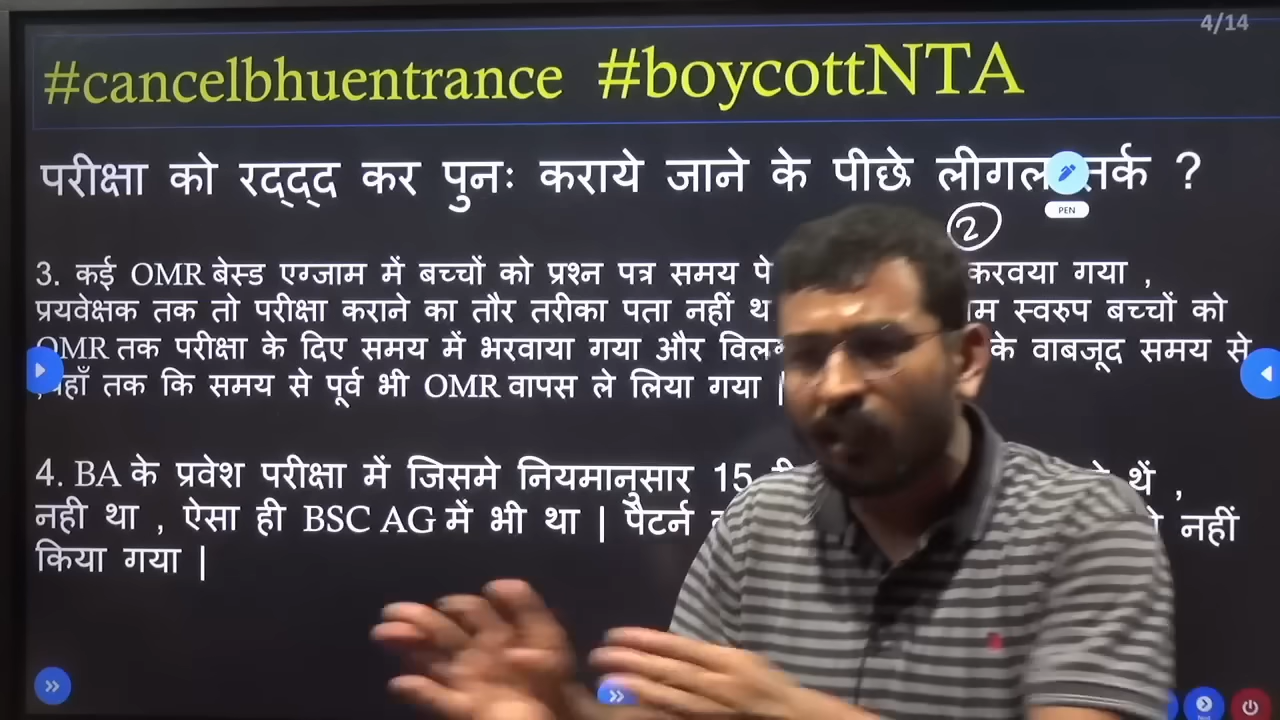 4/14
#cancelbhuentrance #boycottNTA
परीक्षा को रद्द्द कर पुनः कराये जाने के पीछे लीगल तर्क ?
PEN
2
3. कई OMR बेस्ड एग्जाम में बच्चों को प्रश्न पत्र समय करवया गया ,
प्रयवेक्षक तक तो परीक्षा कराने का तौर तरीका पता नहीं स्वरुप बच्चों को
OMR तक परीक्षा के दिए समय में भरवाया गया और के वाबजूद समय से
तक कि समय से पूर्व भी OMR वापस ले लिया गया |
4. BA के प्रवेश परीक्षा में जिसमे नियमानुसार 15 थें ,
नही था , ऐसा ही BSC AG में भी था | पैटर्न नहीं
किया गया |
Next